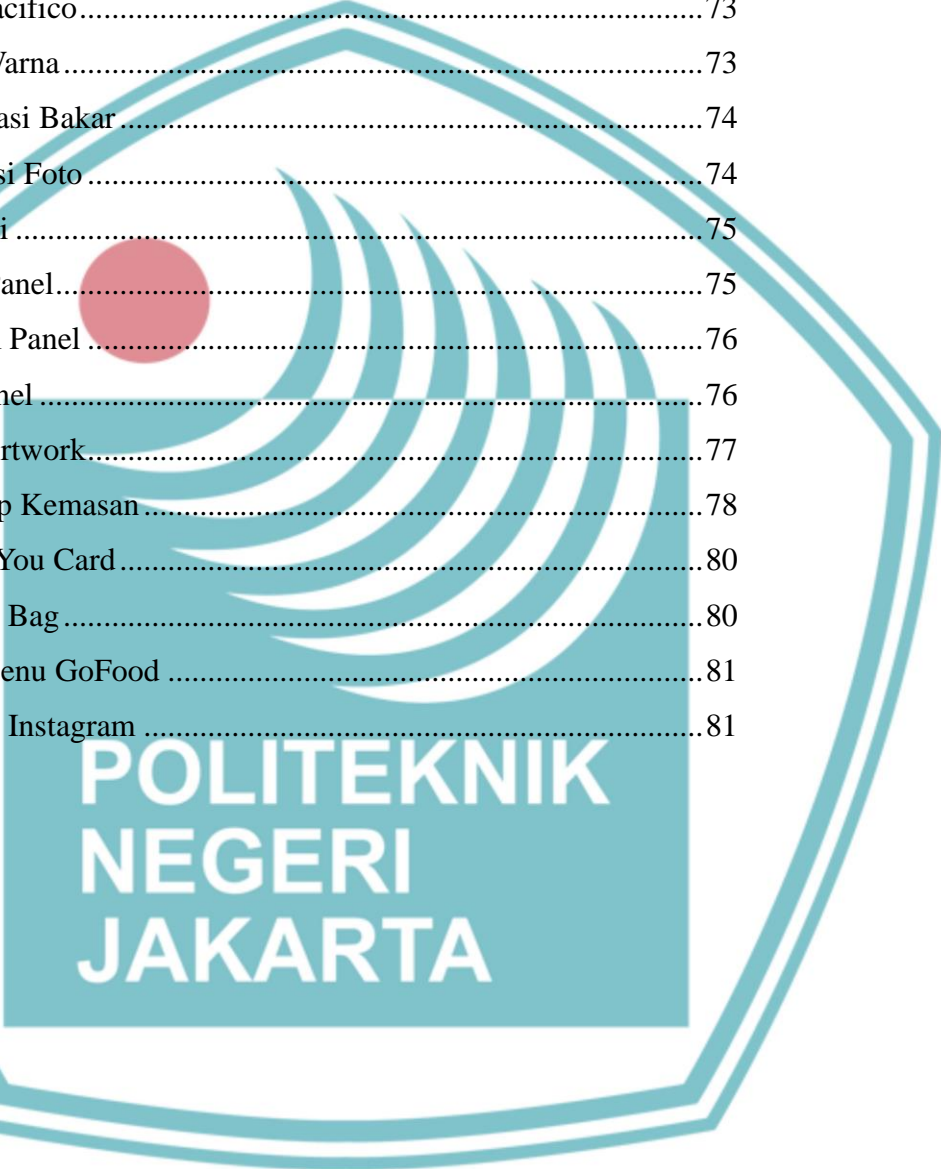 acifico.......................................................................73
Warna.......................................................................73
asi Bakar.......................................................................74
si Foto.......................................................................74
i.......................................................................75
Panel.......................................................................75
Panel.......................................................................76
nel.......................................................................76
rtwork.......................................................................77
p Kemasan.......................................................................78
You Card.......................................................................80
Bag.......................................................................80
enu GoFood.......................................................................81
Instagram.......................................................................81
POLITEKNIK
NEGERI
JAKARTA